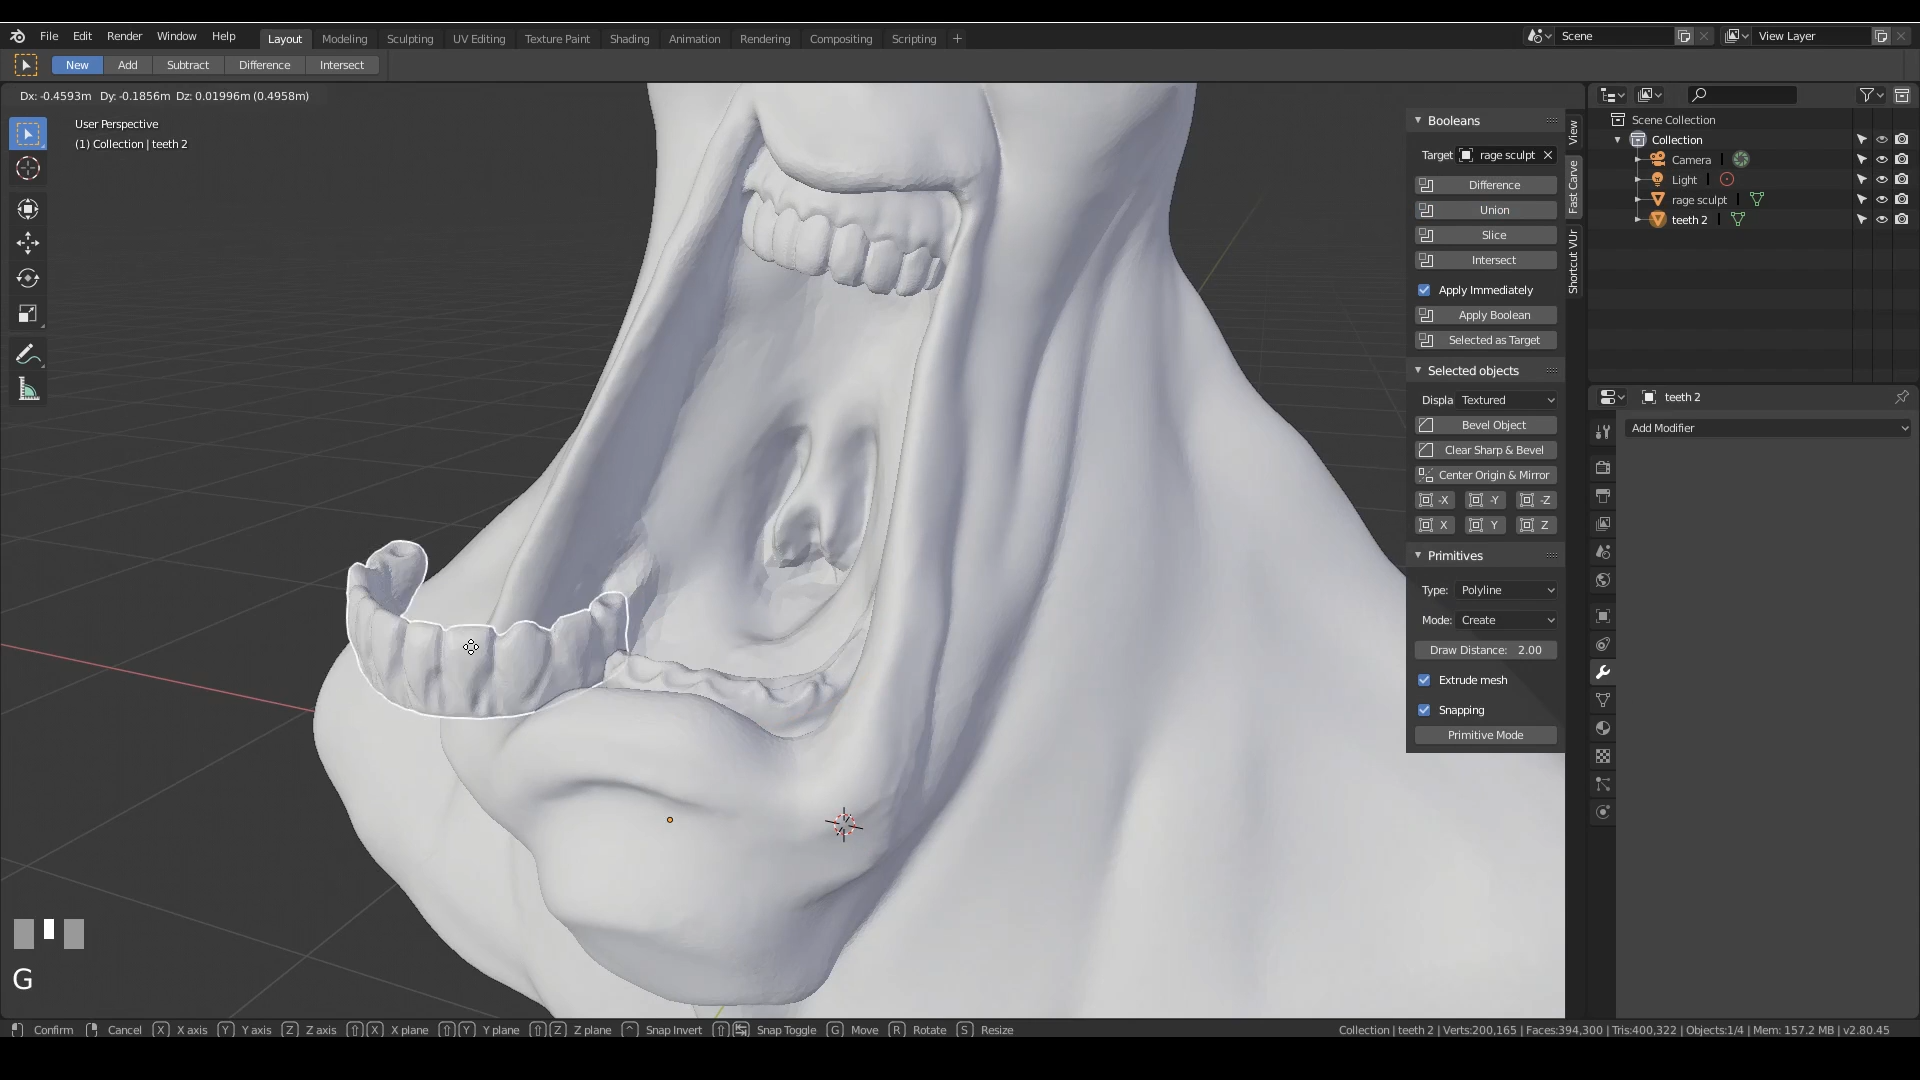 File Edit Render Window Help Layout Modeling Sculpting UV Editing Texture Paint Shading Animation Rendering Compositing Scripting + Scene View Layer
New Add Subtract Difference Intersect
Dx: -0.4593m Dy: -0.1856m Dz: 0.01996m (0.4958m)
User Perspective
(1) Collection | teeth 2
Booleans
Target rage sculpt
Difference
Union
Slice
Intersect
Apply Immediately
Apply Boolean
Selected as Target
Selected objects
Displa Textured
Bevel Object
Clear Sharp & Bevel
Center Origin & Mirror
-X -Y -Z
X Y Z
Primitives
Type: Polyline
Mode: Create
Draw Distance: 2.00
Extrude mesh
Snapping
Primitive Mode
View
Fast Carve
Shortcut VUr
Scene Collection
Collection
Camera
Light
rage sculpt
teeth 2
teeth 2
Add Modifier
G
Confirm Cancel X X axis Y Y axis Z Z axis X X plane Y Y plane Z Z plane ^ Snap Invert Snap Toggle G Move R Rotate S Resize Collection | teeth 2 | Verts:200,165 | Faces:394,300 | Tris:400,322 | Objects:1/4 | Mem: 157.2 MB | v2.80.45